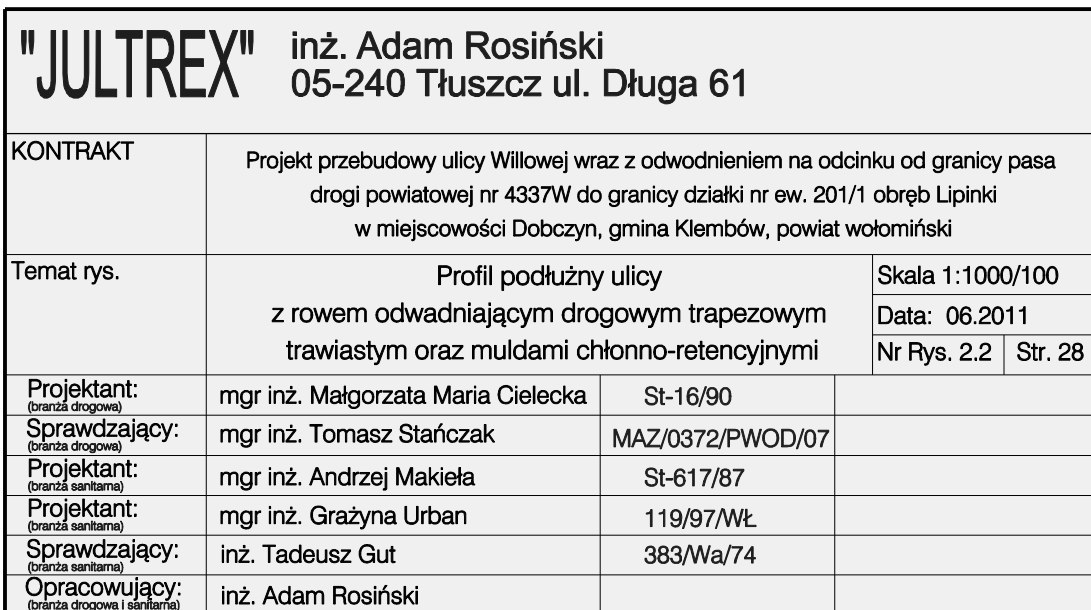 "JULTREX" inż. Adam Rosiński
05-240 Tłuszcz ul. Długa 61
KONTRAKT
Projekt przebudowy ulicy Willowej wraz z odwodnieniem na odcinku od granicy pasa
drogi powiatowej nr 4337W do granicy działki nr ew. 201/1 obręb Lipinki
w miejscowości Dobczyn, gmina Klembów, powiat wołomiński
Temat rys.
Profil podłużny ulicy
z rowem odwadniającym drogowym trapezowym
trawiastym oraz muldami chłonno-retencyjnymi
Skala 1:1000/100
Data: 06.2011
Nr Rys. 2.2 Str. 28
Projektant: mgr inż. Małgorzata Maria Cielecka St-16/90
(branża drogowa)
Sprawdzający: mgr inż. Tomasz Stańczak MAZ/0372/PWOD/07
(branża drogowa)
Projektant: mgr inż. Andrzej Makieła St-617/87
(branża sanitarna)
Projektant: mgr inż. Grażyna Urban 119/97/WŁ
(branża sanitarna)
Sprawdzający: inż. Tadeusz Gut 383/Wa/74
(branża sanitarna)
Opracowujący: inż. Adam Rosiński
(branża drogowa i sanitarna)